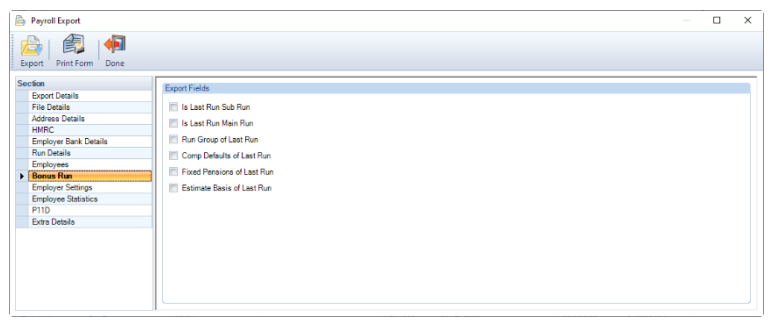 Payroll Export
Export Print Form Done
Section
Export Details
File Details
Address Details
HMRC
Employer Bank Details
Run Details
Employees
Bonus Run
Employer Settings
Employee Statistics
P11D
Extra Details
Export Fields
Is Last Run Sub Run
Is Last Run Main Run
Run Group of Last Run
Comp Defaults of Last Run
Fixed Pensions of Last Run
Estimate Basis of Last Run